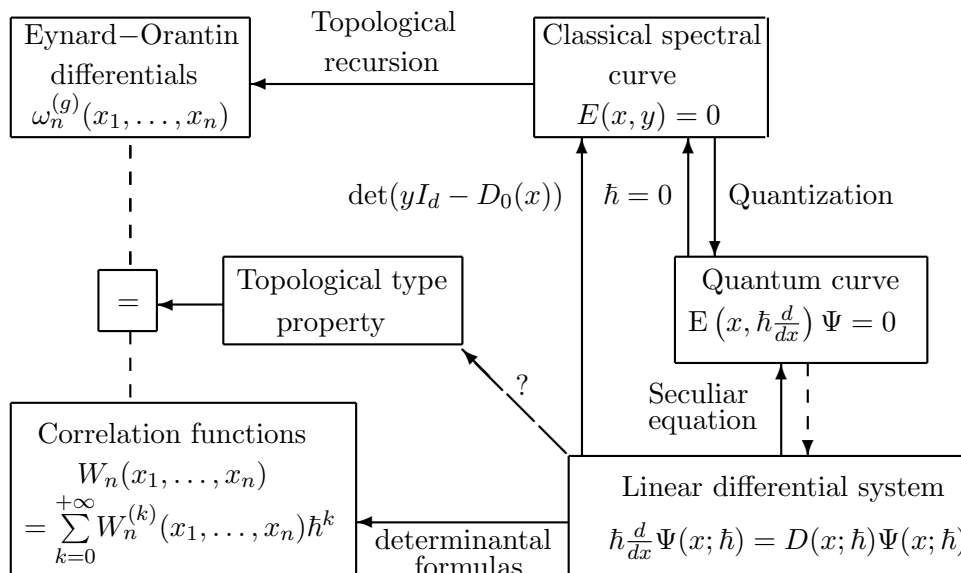 Eynard−Orantin
differentials
ω_n^{(g)}(x_1, . . . , x_n)
Topological
recursion
Classical spectral
curve
E(x, y) = 0
det(yI_d − D_0(x))
ħ = 0
Quantization
=
Topological type
property
Quantum curve
E (x, ħ d/dx) Ψ = 0
?
Seculiar
equation
Correlation functions
W_n(x_1, . . . , x_n)
= \sum_{k=0}^{+∞} W_n^{(k)}(x_1, . . . , x_n)ħ^k
determinantal
formulas
Linear differential system
ħ d/dx Ψ(x; ħ) = D(x; ħ)Ψ(x; ħ)